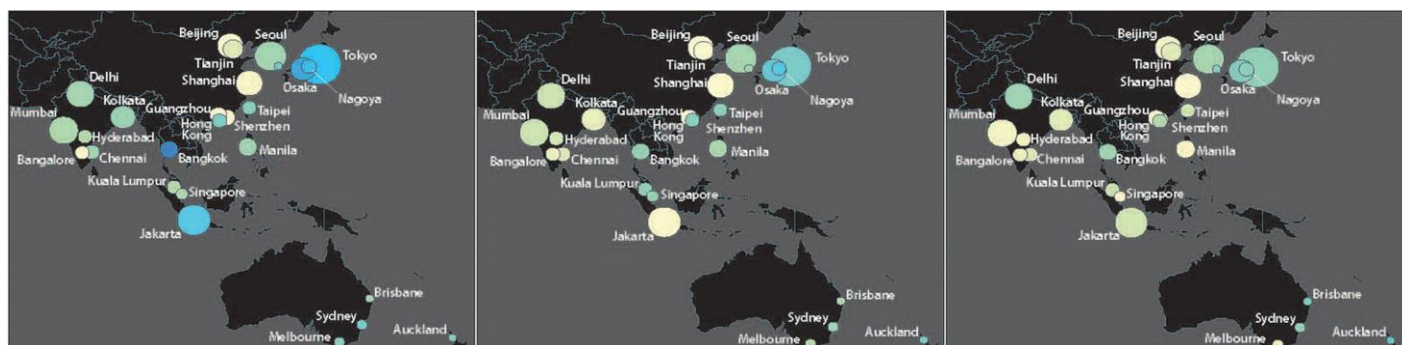 Beijing
Seoul
Tokyo
Tianjin
Shanghai
Osaka
Nagoya
Delhi
Kolkata
Guangzhou
Taipei
Mumbai
Hong
Kong
Shenzhen
Hyderabad
Manila
Bangalore
Chennai
Bangkok
Kuala Lumpur
Singapore
Jakarta
Brisbane
Sydney
Auckland
Melbourne
Beijing
Seoul
Tokyo
Tianjin
Shanghai
Osaka
Nagoya
Delhi
Kolkata
Guangzhou
Taipei
Mumbai
Hong
Kong
Shenzhen
Hyderabad
Manila
Bangalore
Chennai
Bangkok
Kuala Lumpur
Singapore
Jakarta
Brisbane
Sydney
Auckland
Melbourne
Beijing
Seoul
Tokyo
Tianjin
Shanghai
Osaka
Nagoya
Delhi
Kolkata
Guangzhou
Taipei
Mumbai
Hong
Kong
Shenzhen
Hyderabad
Manila
Bangalore
Chennai
Bangkok
Kuala Lumpur
Singapore
Jakarta
Brisbane
Sydney
Auckland
Melbourne